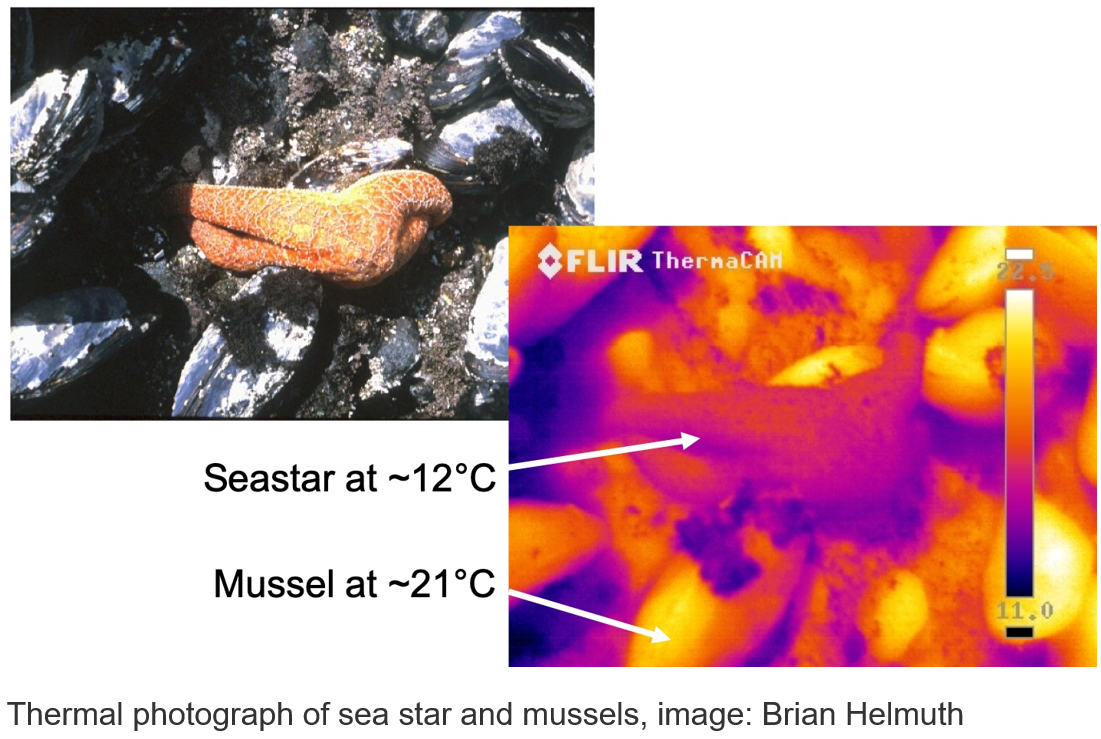 FLIR ThermaCAM
22.5
Seastar at ~12°C
Mussel at ~21°C
11.0
Thermal photograph of sea star and mussels, image: Brian Helmuth